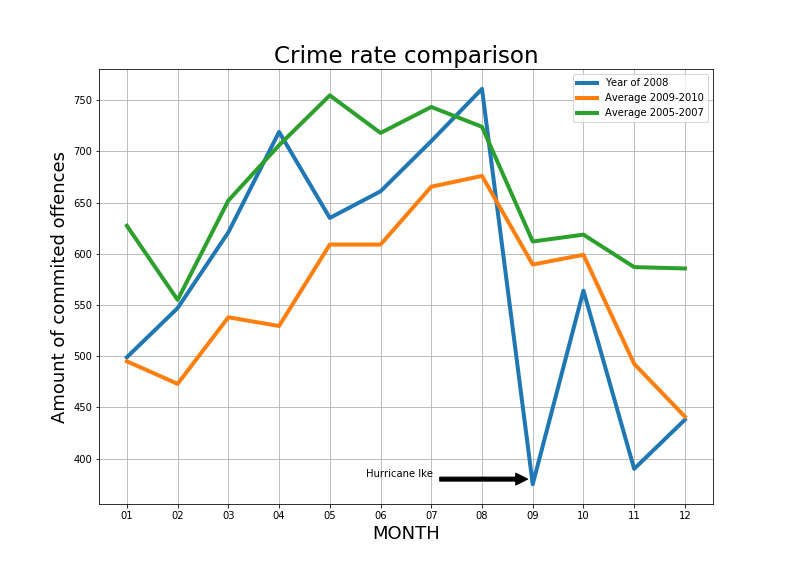 Crime rate comparison
Year of 2008
Average 2009-2010
Average 2005-2007
Amount of commited offences
750
700
650
600
550
500
450
400
Hurricane Ike
01 02 03 04 05 06 07 08 09 10 11 12
MONTH